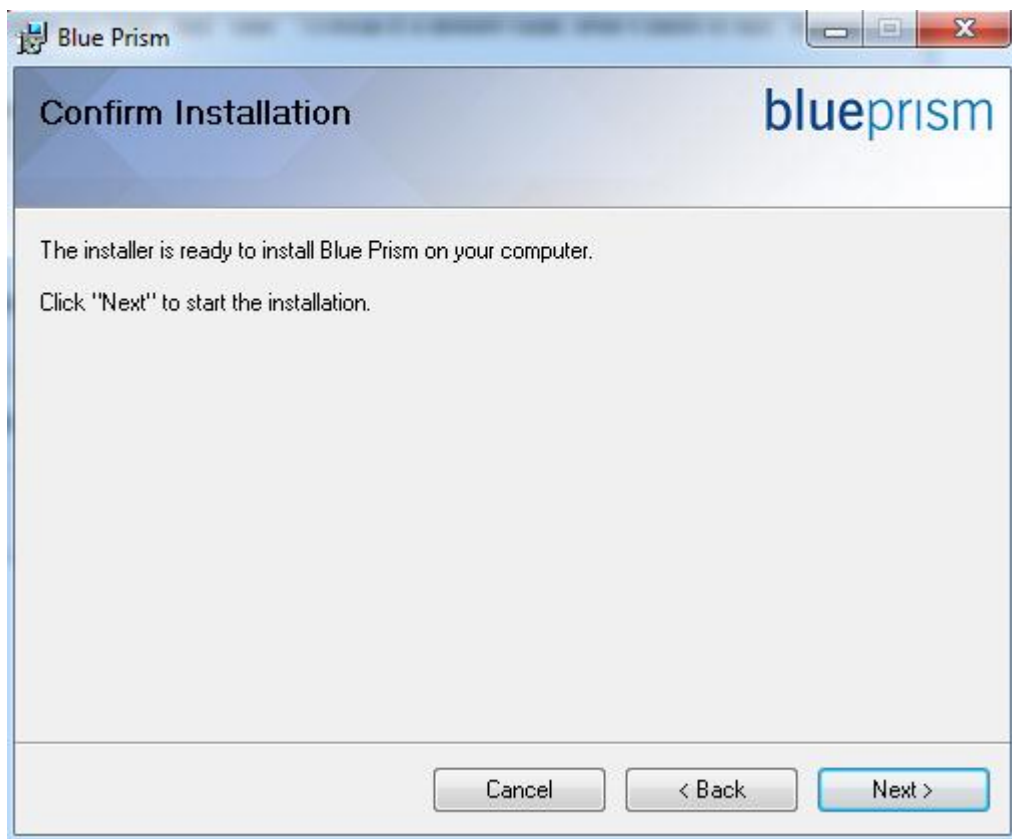 Blue Prism
Confirm Installation
blueprism
The installer is ready to install Blue Prism on your computer.
Click "Next" to start the installation.
Cancel
< Back
Next >